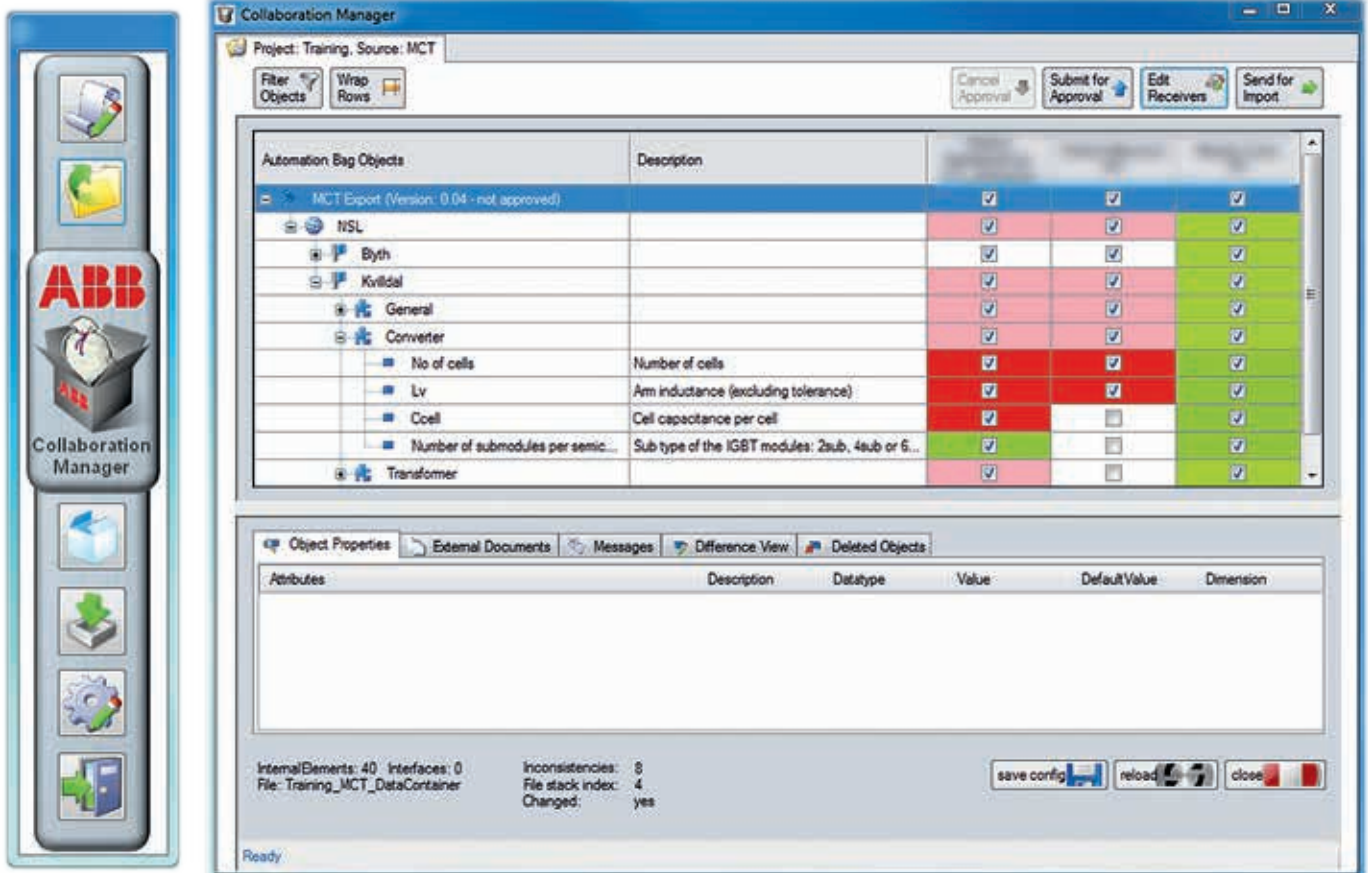 ABB
ABB
Collaboration
Manager
Collaboration Manager
Project: Training, Source: MCT
Filter
Objects
Wrap
Rows
Cancel
Approval
Submit for
Approval
Edit
Receivers
Send for
Import
Automation Bag Objects Description
MCT Export (Version: 0.04 - not approved)
NSL
Blyth
Kvilldal
General
Converter
No of cells Number of cells
Lv Arm inductance (excluding tolerance)
Ccell Cell capacitance per cell
Number of submodules per semic... Sub type of the IGBT modules: 2sub, 4sub or 6...
Transformer
Object Properties External Documents Messages Difference View Deleted Objects
Attributes Description Datatype Value DefaultValue Dimension
InternalElements: 40 Interfaces: 0
File: Training_MCT_DataContainer
Inconsistencies: 8
File stack index: 4
Changed: yes
save config reload close
Ready